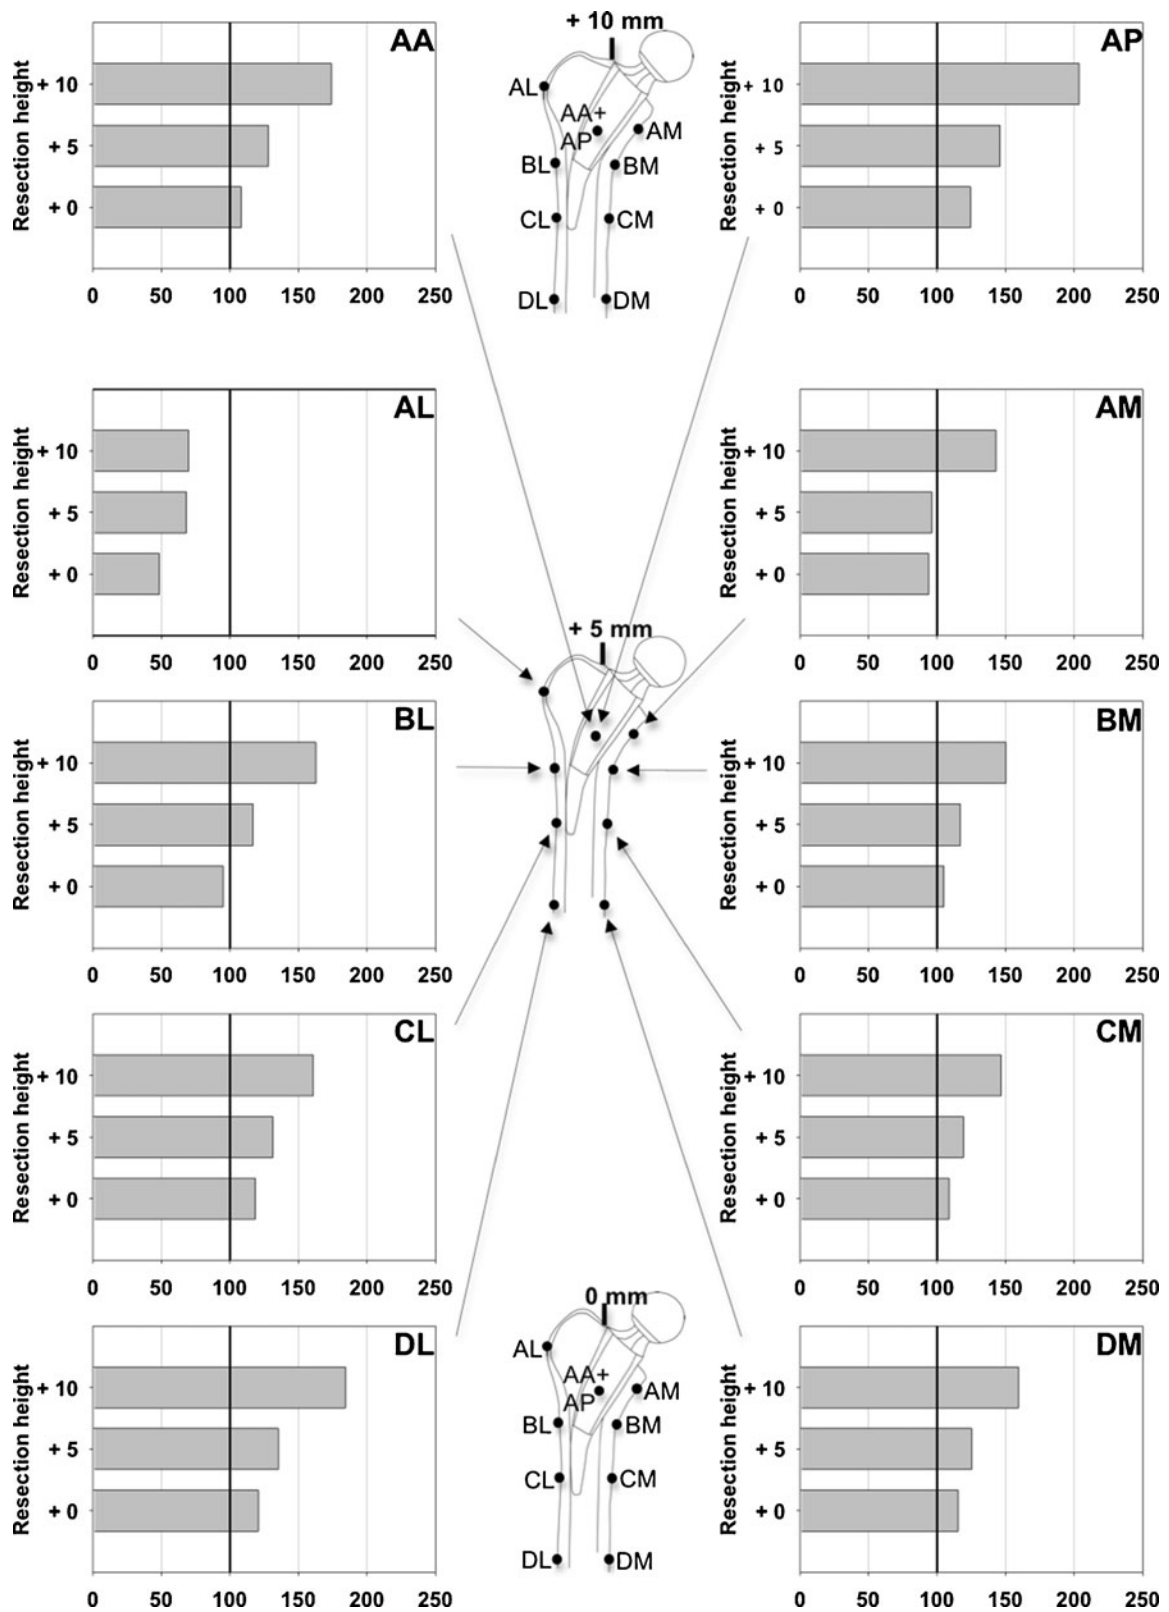 AA
Resection height
+ 10
+ 5
+ 0
0 50 100 150 200 250
+ 10 mm
AL
AA+
AP
AM
BL
BM
CL
CM
DL
DM
AP
Resection height
+ 10
+ 5
+ 0
0 50 100 150 200 250
AL
Resection height
+ 10
+ 5
+ 0
0 50 100 150 200 250
AM
Resection height
+ 10
+ 5
+ 0
0 50 100 150 200 250
+ 5 mm
BL
Resection height
+ 10
+ 5
+ 0
0 50 100 150 200 250
BM
Resection height
+ 10
+ 5
+ 0
0 50 100 150 200 250
CL
Resection height
+ 10
+ 5
+ 0
0 50 100 150 200 250
CM
Resection height
+ 10
+ 5
+ 0
0 50 100 150 200 250
DL
Resection height
+ 10
+ 5
+ 0
0 50 100 150 200 250
0 mm
AL
AA+
AP
AM
BL
BM
CL
CM
DL
DM
DM
Resection height
+ 10
+ 5
+ 0
0 50 100 150 200 250